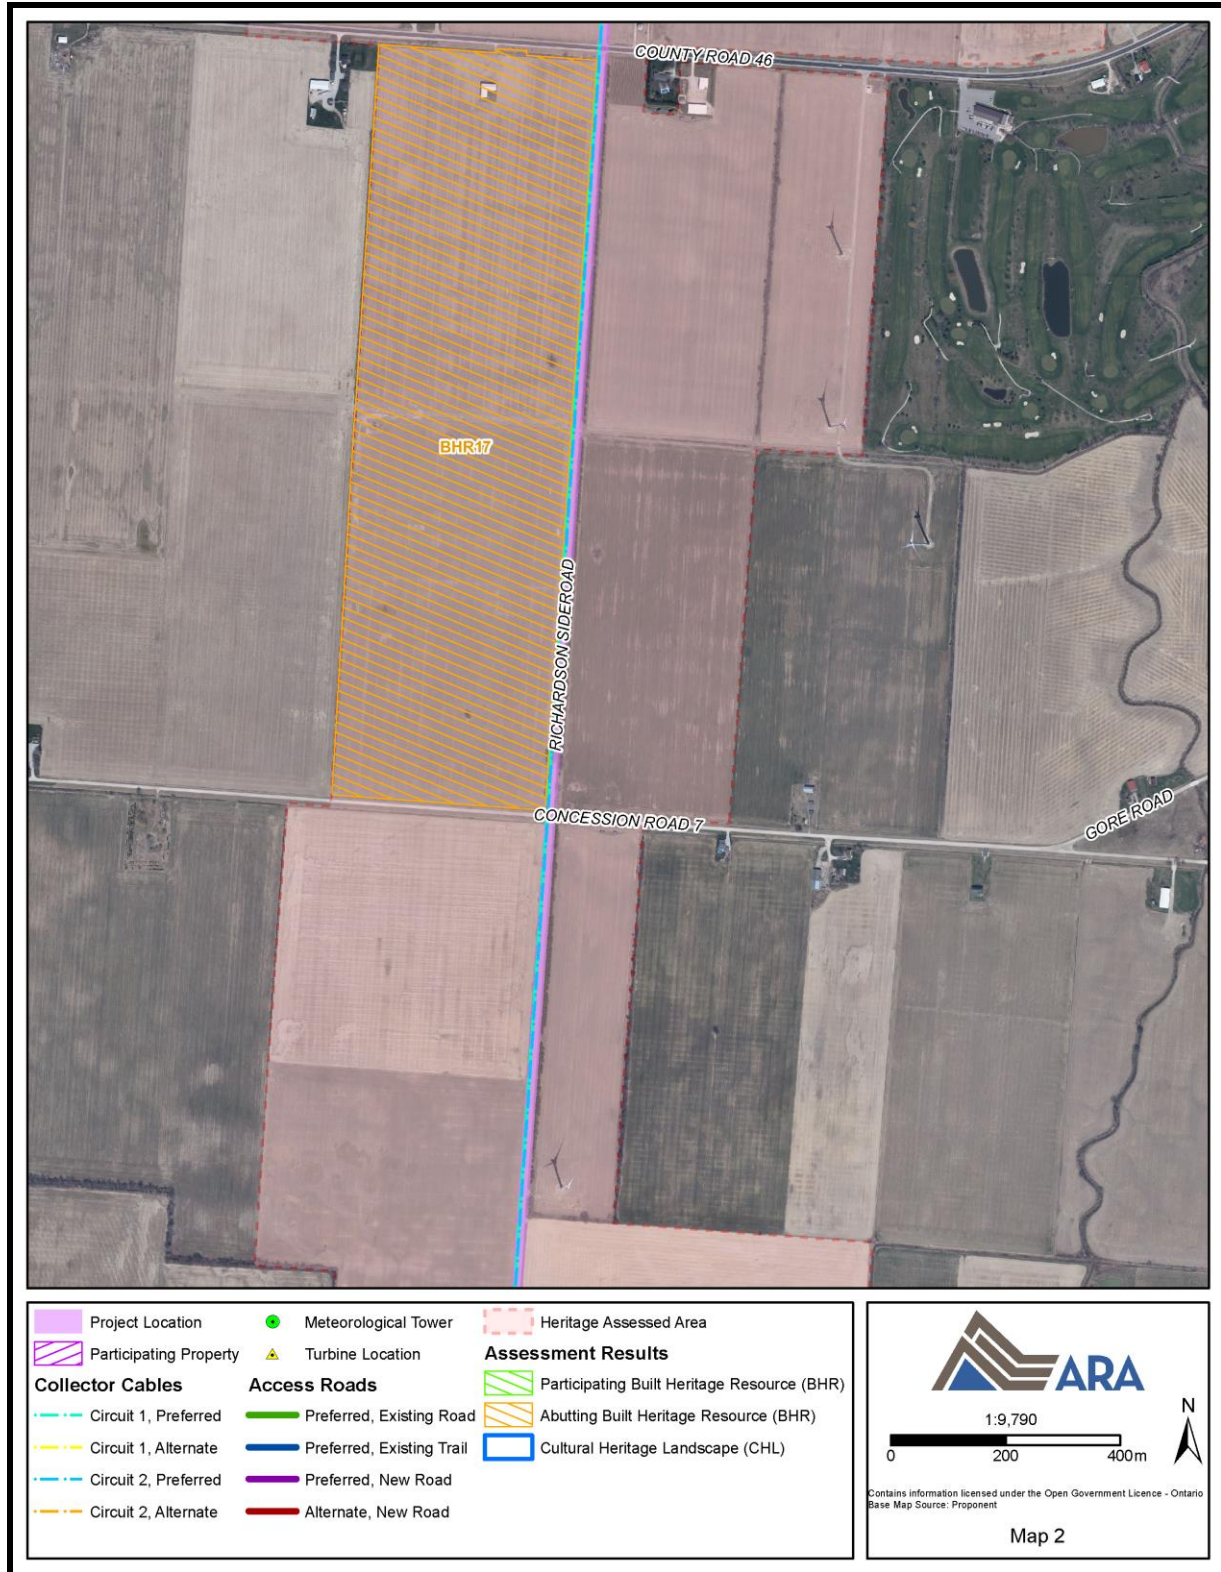 COUNTY ROAD 46
BHR17
RICHARDSON SIDEROAD
CONCESSION ROAD 7
GORE ROAD
Project Location
Participating Property
Collector Cables
Circuit 1, Preferred
Circuit 1, Alternate
Circuit 2, Preferred
Circuit 2, Alternate
Meteorological Tower
Turbine Location
Access Roads
Preferred, Existing Road
Preferred, Existing Trail
Preferred, New Road
Alternate, New Road
Heritage Assessed Area
Assessment Results
Participating Built Heritage Resource (BHR)
Abutting Built Heritage Resource (BHR)
Cultural Heritage Landscape (CHL)
ARA
N
1:9,790
0 200 400m
Contains information licensed under the Open Government Licence - Ontario
Base Map Source: Proponent
Map 2